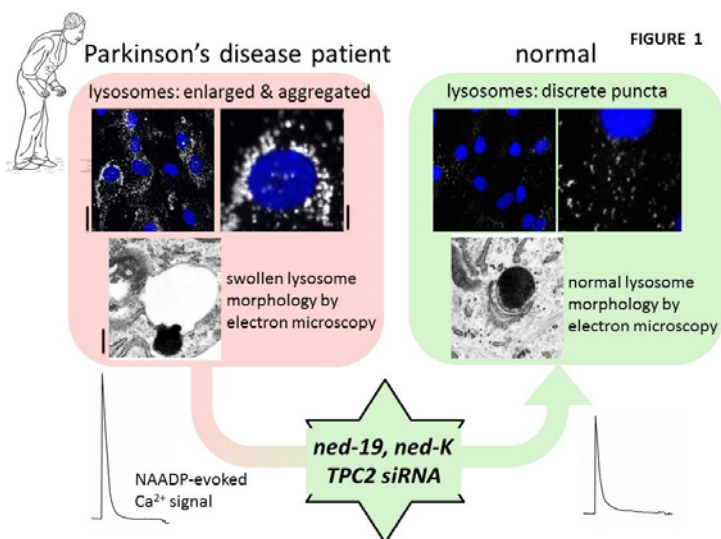 FIGURE 1
Parkinson's disease patient
normal
lysosomes: enlarged & aggregated
lysosomes: discrete puncta
swollen lysosome
morphology by
electron microscopy
normal lysosome
morphology by
electron microscopy
ned-19, ned-K
TPC2 siRNA
NAADP-evoked
Ca²⁺ signal